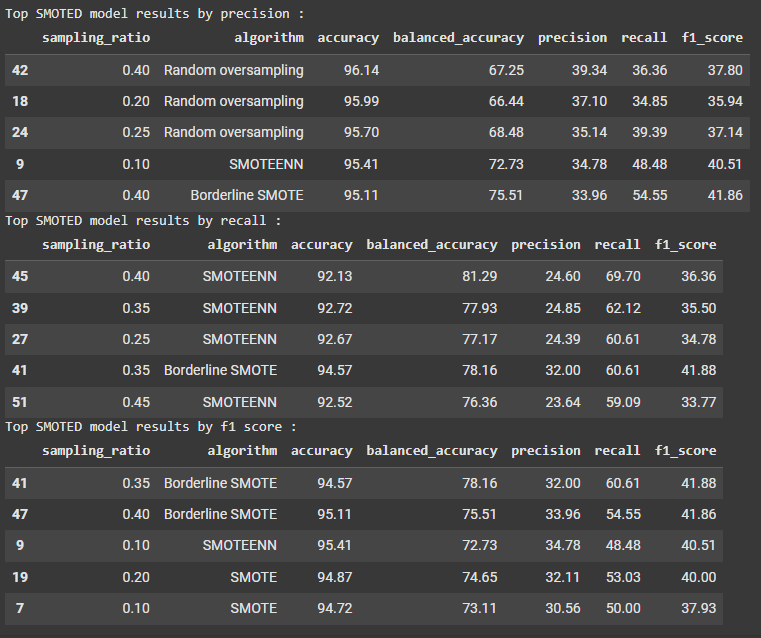 Top SMOTED model results by precision :
sampling_ratio algorithm accuracy balanced_accuracy precision recall f1_score
42 0.40 Random oversampling 96.14 67.25 39.34 36.36 37.80
18 0.20 Random oversampling 95.99 66.44 37.10 34.85 35.94
24 0.25 Random oversampling 95.70 68.48 35.14 39.39 37.14
9 0.10 SMOTEENN 95.41 72.73 34.78 48.48 40.51
47 0.40 Borderline SMOTE 95.11 75.51 33.96 54.55 41.86
Top SMOTED model results by recall :
sampling_ratio algorithm accuracy balanced_accuracy precision recall f1_score
45 0.40 SMOTEENN 92.13 81.29 24.60 69.70 36.36
39 0.35 SMOTEENN 92.72 77.93 24.85 62.12 35.50
27 0.25 SMOTEENN 92.67 77.17 24.39 60.61 34.78
41 0.35 Borderline SMOTE 94.57 78.16 32.00 60.61 41.88
51 0.45 SMOTEENN 92.52 76.36 23.64 59.09 33.77
Top SMOTED model results by f1 score :
sampling_ratio algorithm accuracy balanced_accuracy precision recall f1_score
41 0.35 Borderline SMOTE 94.57 78.16 32.00 60.61 41.88
47 0.40 Borderline SMOTE 95.11 75.51 33.96 54.55 41.86
9 0.10 SMOTEENN 95.41 72.73 34.78 48.48 40.51
19 0.20 SMOTE 94.87 74.65 32.11 53.03 40.00
7 0.10 SMOTE 94.72 73.11 30.56 50.00 37.93